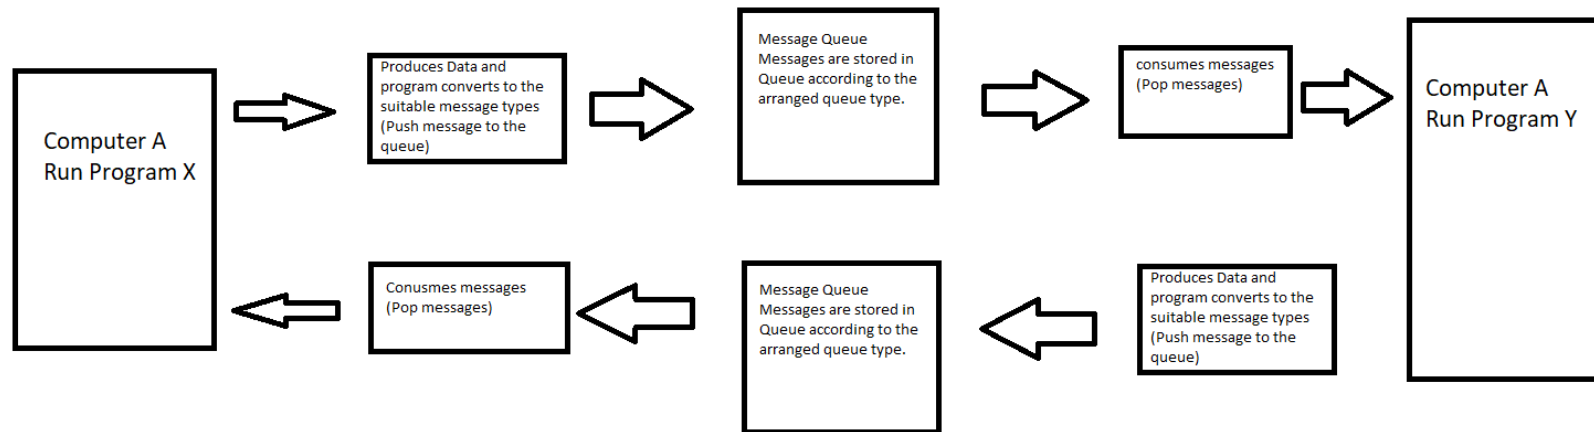 Computer A
Run Program X
Produces Data and
program converts to the
suitable message types
(Push message to the
queue)
Message Queue
Messages are stored in
Queue according to the
arranged queue type.
consumes messages
(Pop messages)
Computer A
Run Program Y
Conusmes messages
(Pop messages)
Message Queue
Messages are stored in
Queue according to the
arranged queue type.
Produces Data and
program converts to the
suitable message types
(Push message to the
queue)